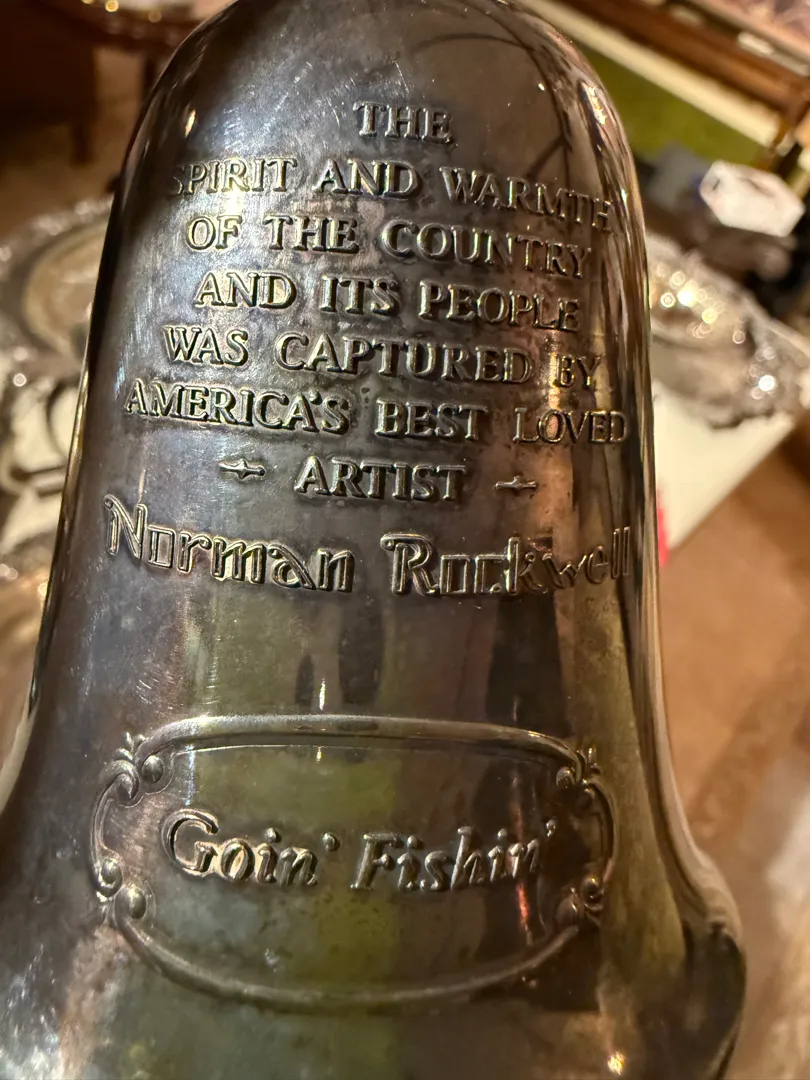 THE
SPIRIT AND WARMTH
OF THE COUNTRY
AND ITS PEOPLE
WAS CAPTURED BY
AMERICA'S BEST LOVED
ARTIST
Norman Rockwell
Goin' Fishin'